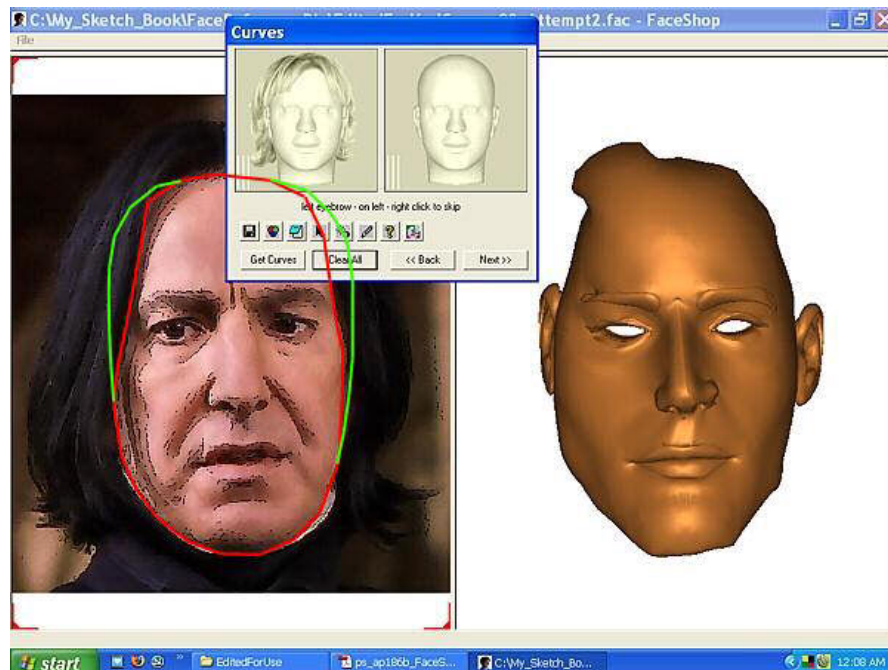 C:\My_Sketch_Book\Face
ttempt2.fac - FaceShop
File
Curves
left eyebrow - on left - right click to skip
Get Curves
Clear All
<< Back
Next >>
start
EditedForUse
ps_ap186b_FaceS...
C:\My_Sketch_Bo...
12:08 AM